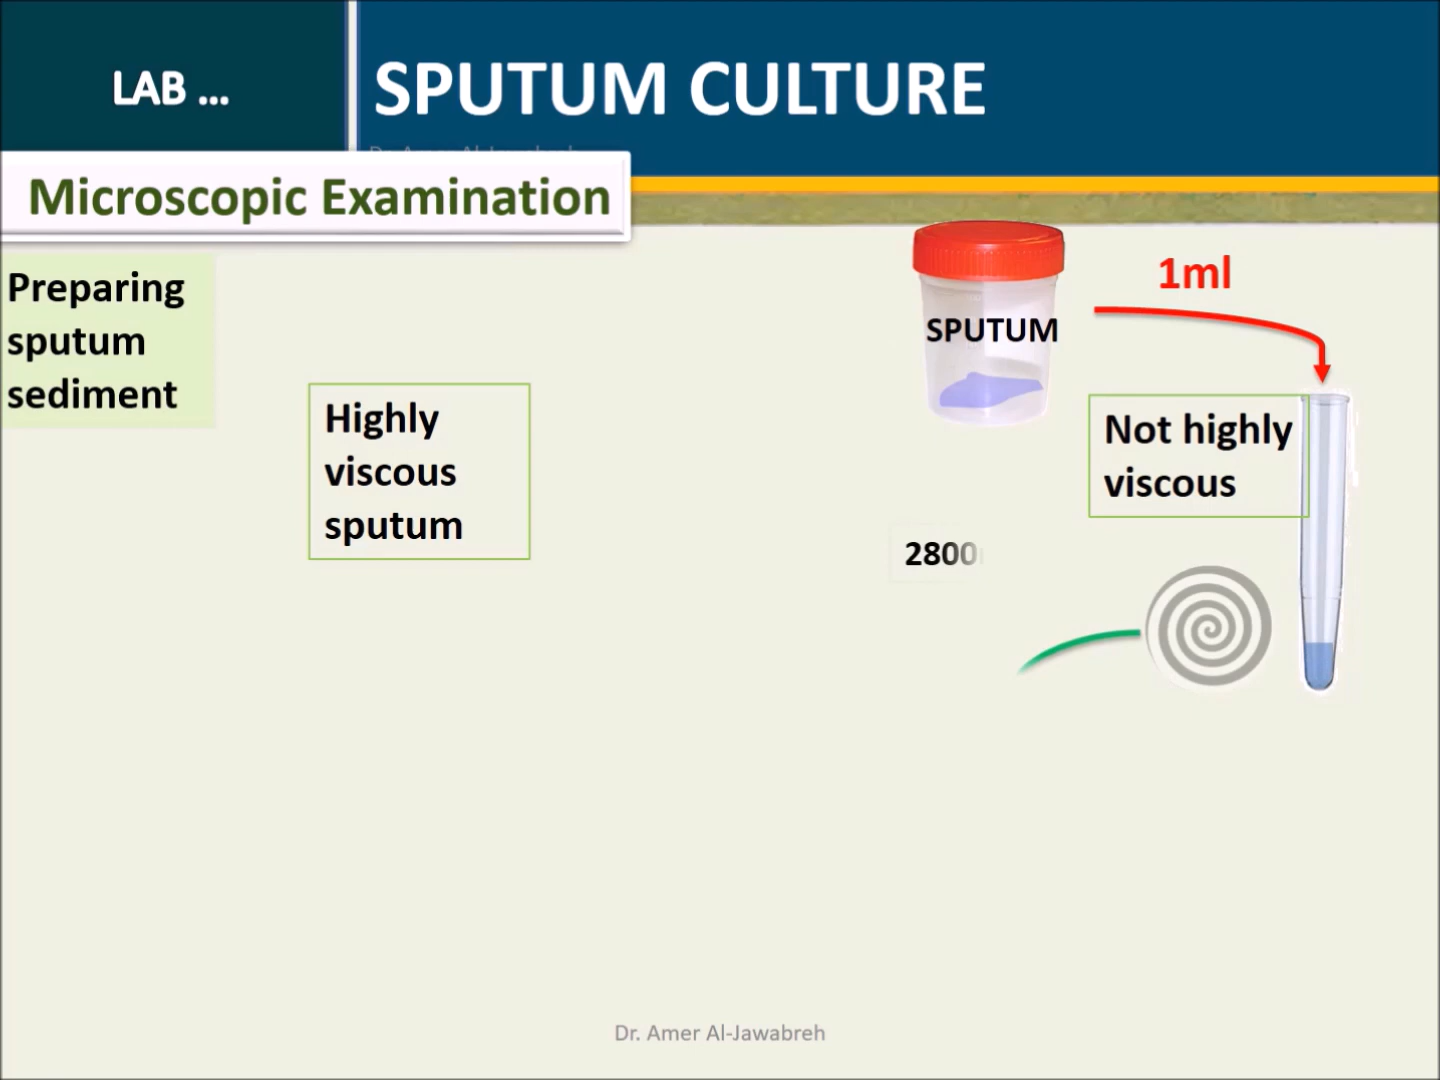 LAB ...
SPUTUM CULTURE
Microscopic Examination
Preparing
sputum
sediment
Highly
viscous
sputum
SPUTUM
1ml
Not highly
viscous
2800
Dr. Amer Al-Jawabreh